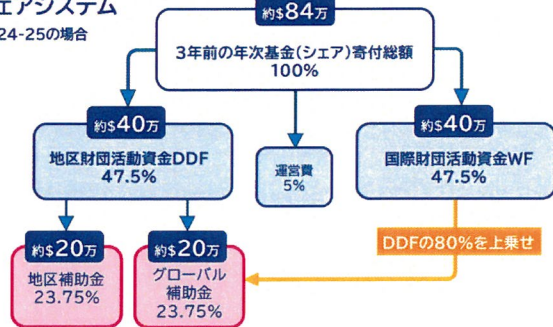 ェアシステム
24-25の場合
約$84万
3年前の年次基金(シェア)寄付総額
100%
約$40万
地区財団活動資金DDF
47.5%
運営費
5%
約$40万
国際財団活動資金WF
47.5%
DDFの80%を上乗せ
約$20万
地区補助金
23.75%
約$20万
グローバル
補助金
23.75%